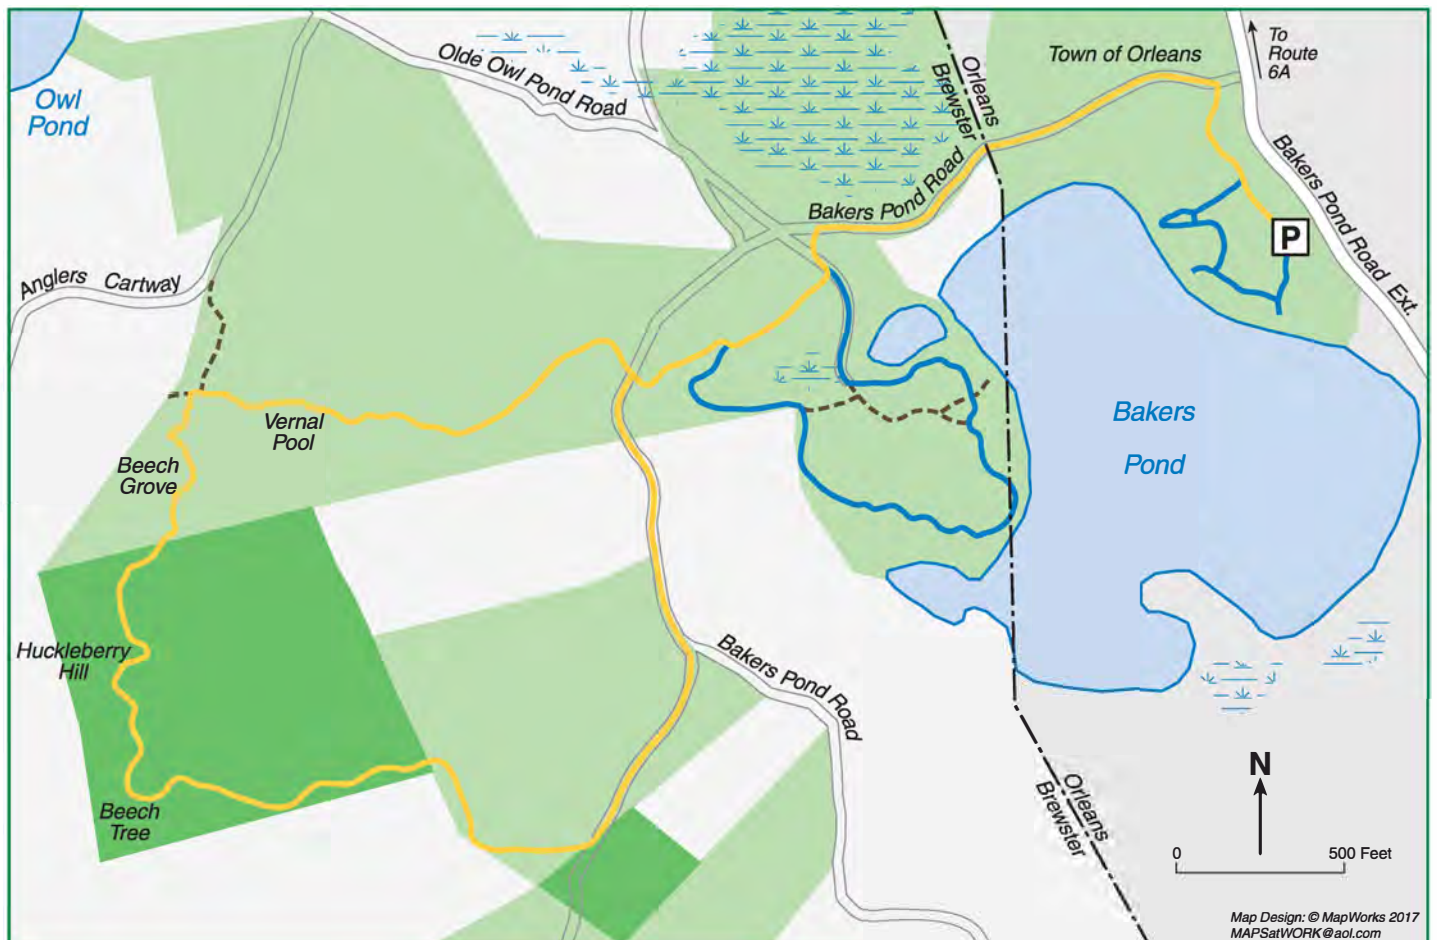 To
Route
6A
Town of Orleans
Olde Owl Pond Road
Orleans
Brewster
Owl
Pond
Bakers Pond Road Ext.
Bakers Pond Road
P
Anglers Cartway
Bakers
Pond
Vernal
Pool
Beech
Grove
Huckleberry
Hill
Bakers Pond Road
Beech
Tree
Orleans
Brewster
N
0 500 Feet
Map Design: © MapWorks 2017
MAPSatWORK@aol.com